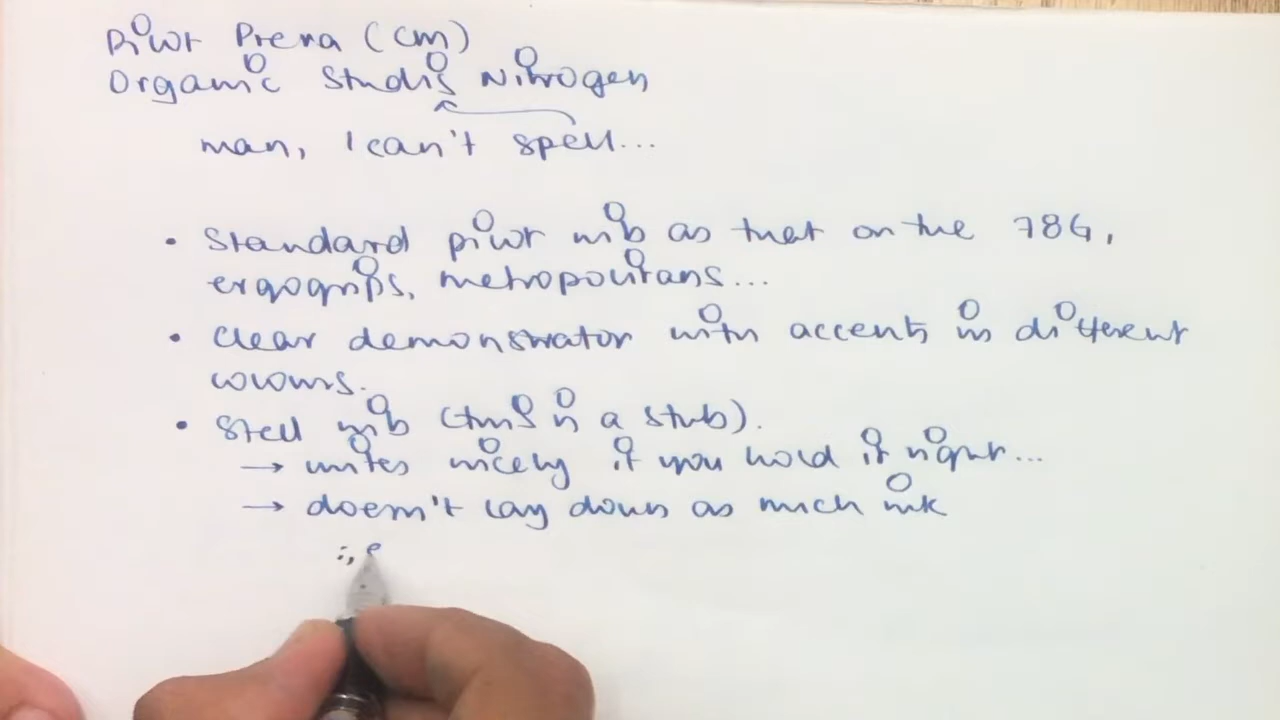 Pilot Prera (CM)
Organic Studis Nitrogen
man, I can't spell...
• Standard pilot nib as that on the 78G,
ergogrips, metropolitans...
• Clear demonstrator with accents in different
colours.
• Steel nib (this is a stub).
→ writes nicely if you hold it right...
→ doesn't lay down as much ink